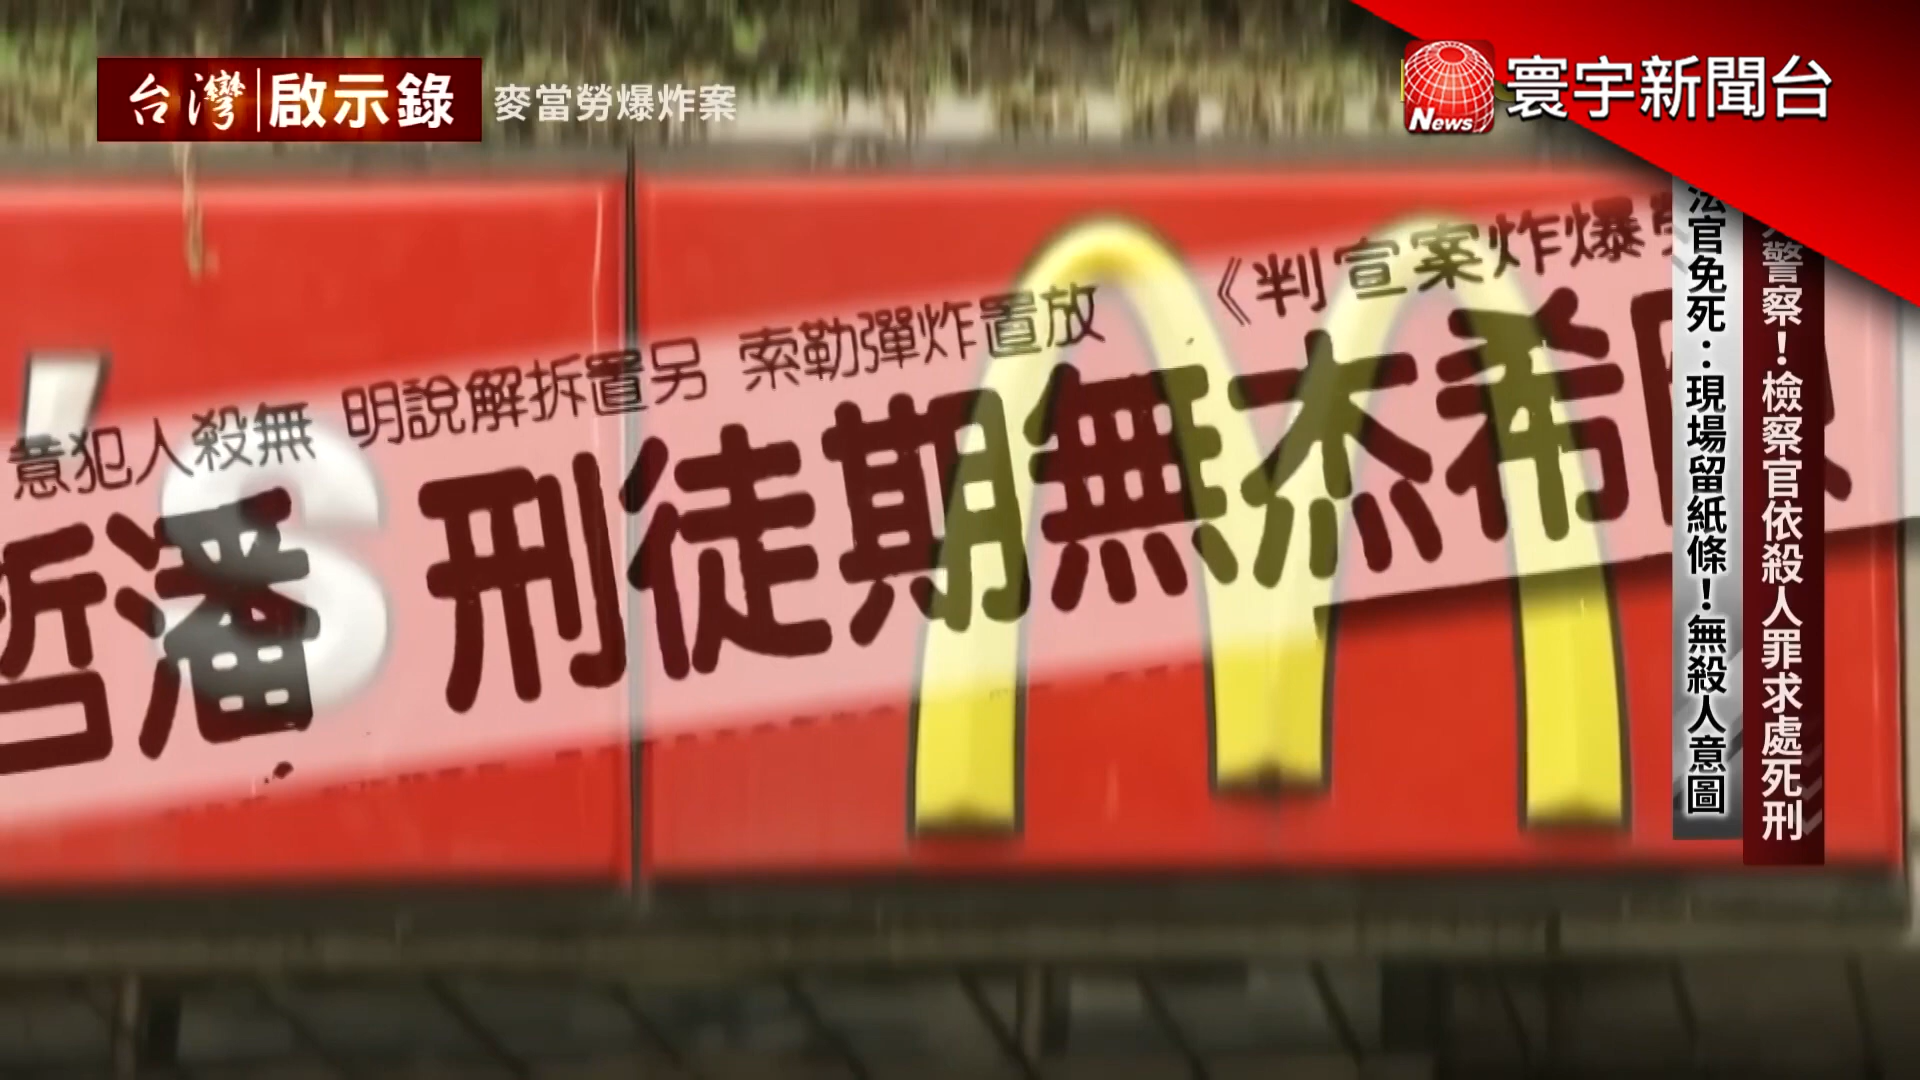 台灣 啟示錄
麥當勞爆炸案
News
寰宇新聞台
警察！檢察官依殺人罪求處死刑
法官免死：現場留紙條！無殺人意圖
爆炸案宣判》
放置炸彈勒索 另置拆解說明 無殺人犯意
希杰無期徒刑 潘哲